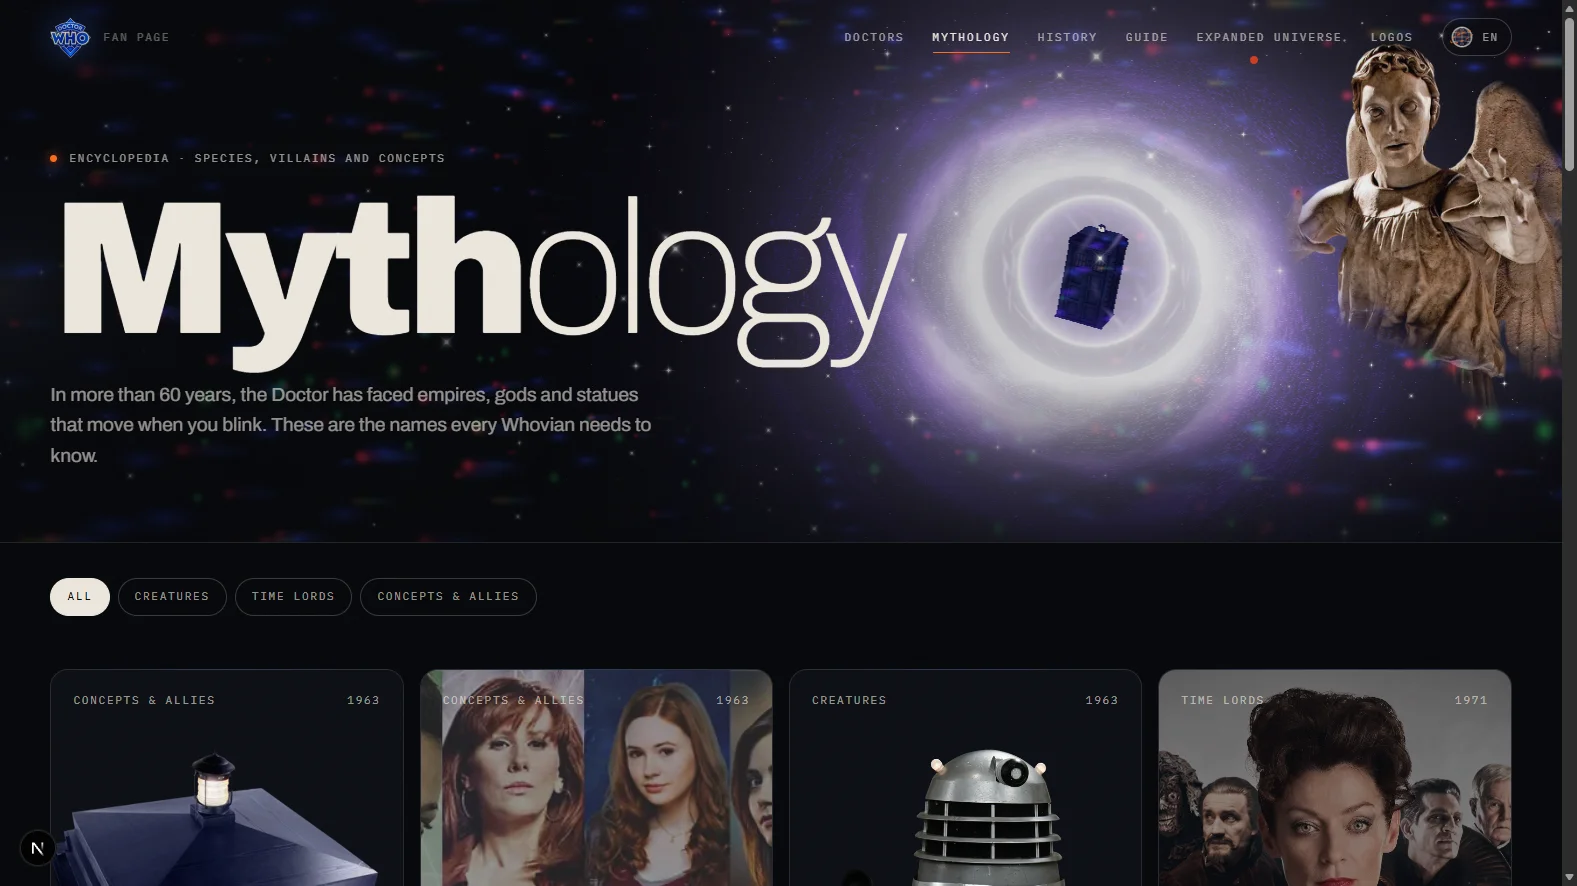 DOCTOR
WHO
FAN PAGE
DOCTORS
MYTHOLOGY
HISTORY
GUIDE
EXPANDED UNIVERSE
LOGOS
EN
ENCYCLOPEDIA · SPECIES, VILLAINS AND CONCEPTS
Mythology
In more than 60 years, the Doctor has faced empires, gods and statues
that move when you blink. These are the names every Whovian needs to
know.
ALL
CREATURES
TIME LORDS
CONCEPTS & ALLIES
CONCEPTS & ALLIES 1963
CONCEPTS & ALLIES 1963
CREATURES 1963
TIME LORDS 1971
N